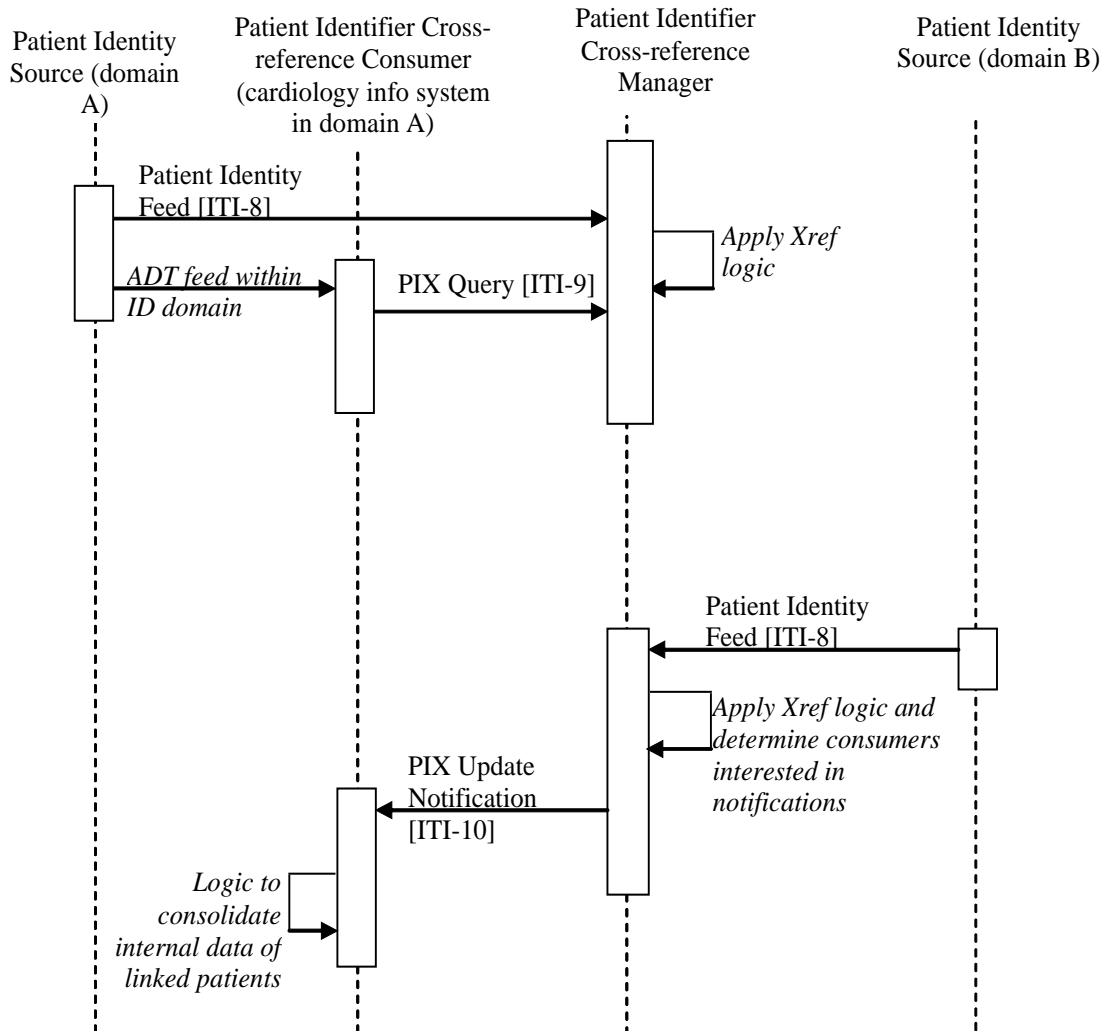 Patient Identity
Source (domain
A)
Patient Identifier Cross-
reference Consumer
(cardiology info system
in domain A)
Patient Identifier
Cross-reference
Manager
Patient Identity
Source (domain B)
Patient Identity
Feed [ITI-8]
Apply Xref
logic
ADT feed within
ID domain
PIX Query [ITI-9]
Patient Identity
Feed [ITI-8]
Apply Xref logic and
determine consumers
interested in
notifications
PIX Update
Notification
[ITI-10]
Logic to
consolidate
internal data of
linked patients